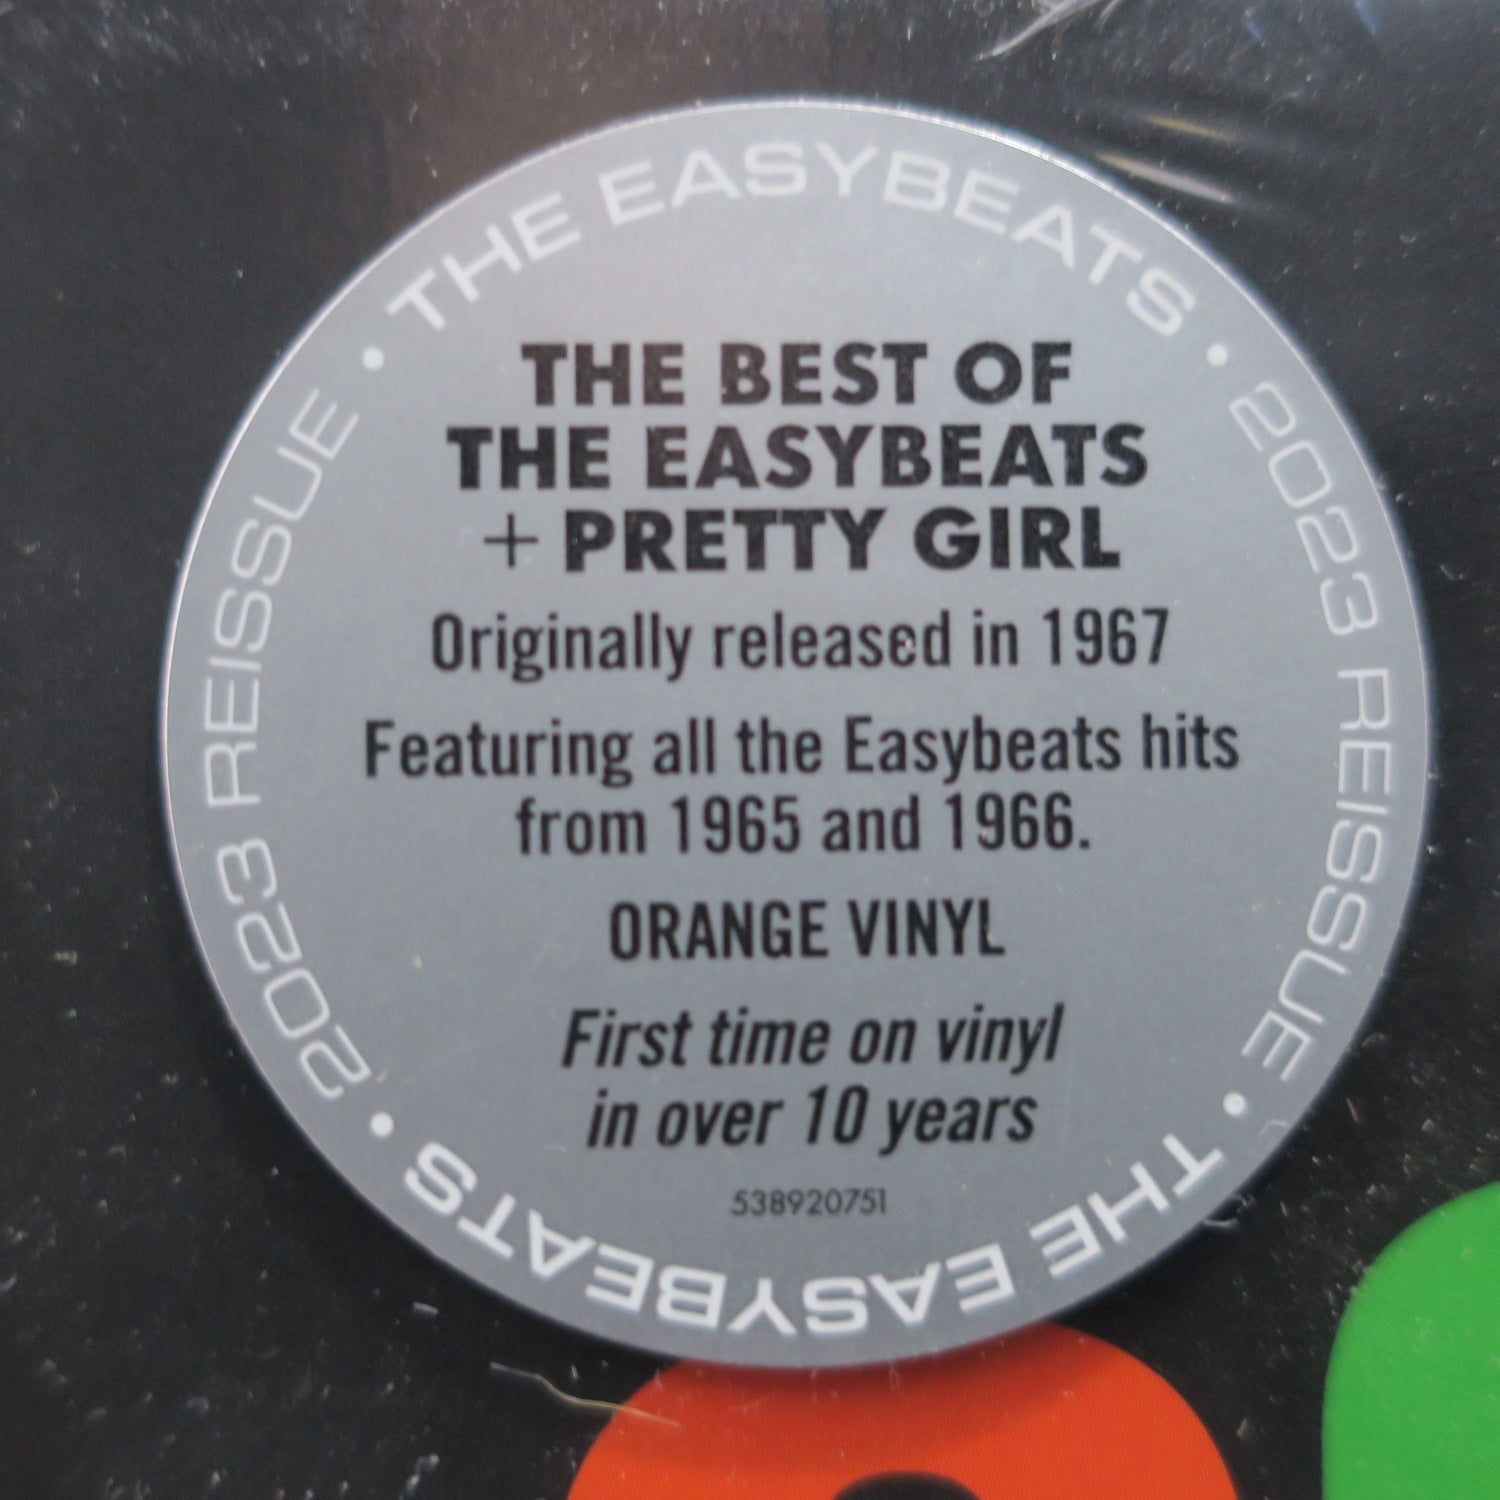 THE EASYBEATS • 2023 REISSUE • THE EASYBEATS • 2023 REISSUE •
THE BEST OF
THE EASYBEATS
+ PRETTY GIRL
Originally released in 1967
Featuring all the Easybeats hits
from 1965 and 1966.
ORANGE VINYL
First time on vinyl
in over 10 years
538920751